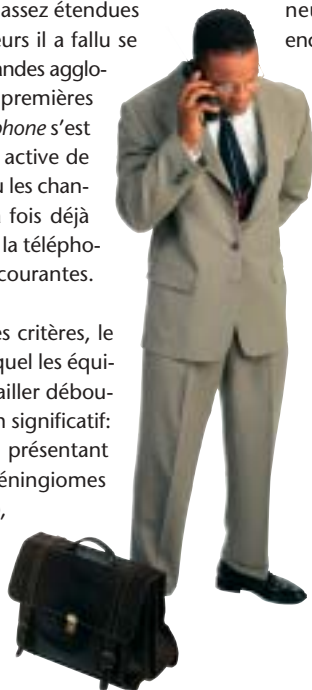 assez étendues
urs il a fallu se
andes agglo-
premières
phone s'est
active de
u les chan-
fois déjà
la télépho-
courantes.
es critères, le
quel les équi-
ailler débou-
n significatif:
présentant
éningiomes
neu
enc